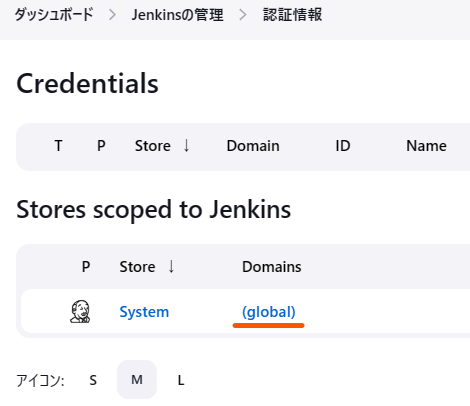 ダッシュボード > Jenkinsの管理 > 認証情報
Credentials
T P Store ↓ Domain ID Name
Stores scoped to Jenkins
P Store ↓ Domains
System (global)
アイコン: S M L